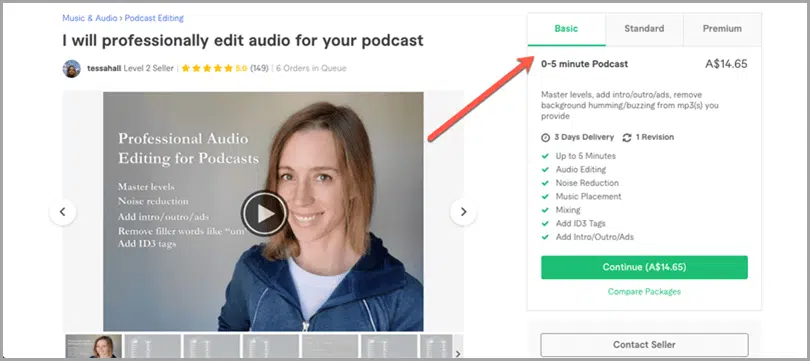 Music & Audio › Podcast Editing
I will professionally edit audio for your podcast
tessahall Level 2 Seller 5.0 (149) 6 Orders in Queue
Professional Audio
Editing for Podcasts
Master levels
Noise reduction
Add intro/outro/ads
Remove filler words like "um"
Add ID3 tags
Basic Standard Premium
0-5 minute Podcast A$14.65
Master levels, add intro/outro/ads, remove
background humming/buzzing from mp3(s) you
provide
3 Days Delivery 1 Revision
Up to 5 Minutes
Audio Editing
Noise Reduction
Music Placement
Mixing
Add ID3 Tags
Add Intro/Outro/Ads
Continue (A$14.65)
Compare Packages
Contact Seller